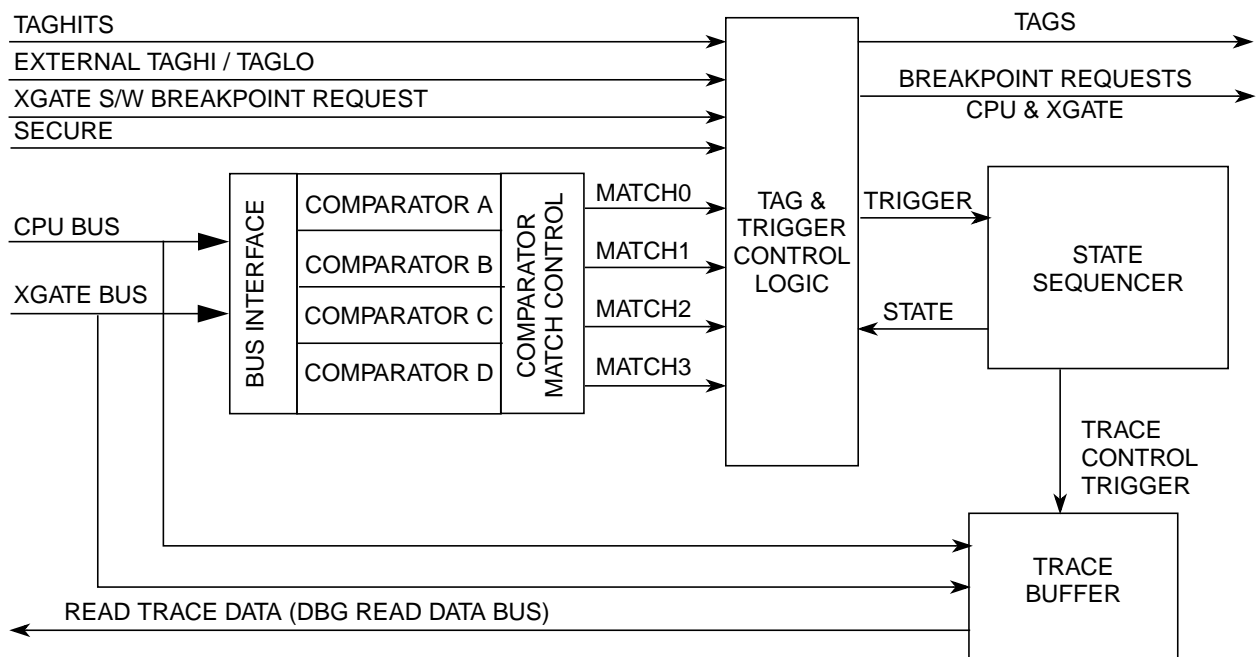 TAGHITS
EXTERNAL TAGHI / TAGLO
XGATE S/W BREAKPOINT REQUEST
SECURE
TAGS
BREAKPOINT REQUESTS
CPU & XGATE
CPU BUS
XGATE BUS
BUS INTERFACE
COMPARATOR A
COMPARATOR B
COMPARATOR C
COMPARATOR D
COMPARATOR
MATCH CONTROL
MATCH0
MATCH1
MATCH2
MATCH3
TAG &
TRIGGER
CONTROL
LOGIC
TRIGGER
STATE
STATE
SEQUENCER
TRACE
CONTROL
TRIGGER
TRACE
BUFFER
READ TRACE DATA (DBG READ DATA BUS)